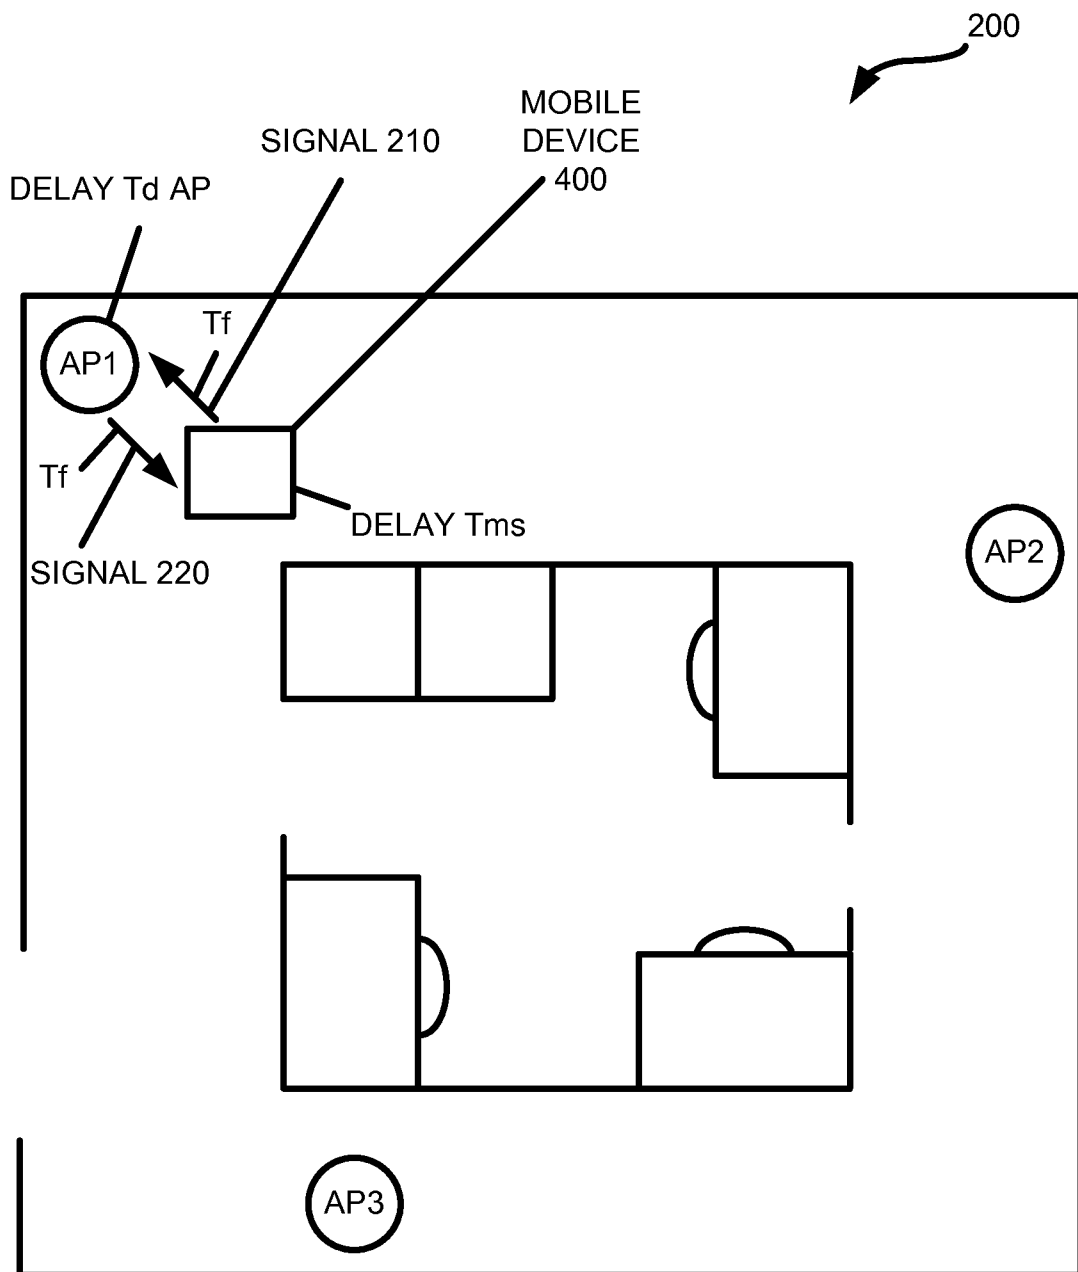 200
MOBILE
DEVICE
400
SIGNAL 210
DELAY Td AP
Tf
AP1
Tf
DELAY Tms
SIGNAL 220
AP2
AP3